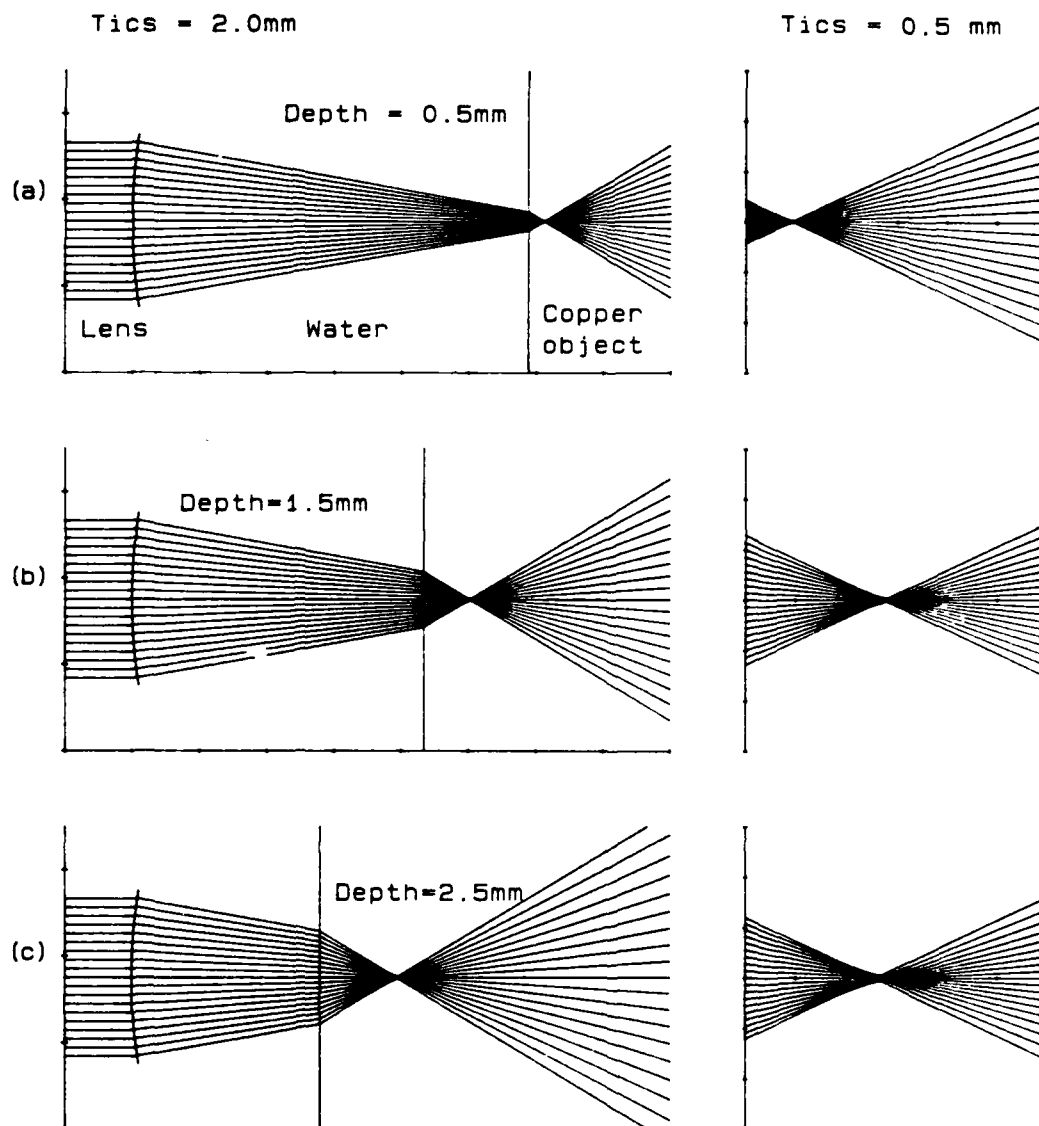 Tics = 2.0mm
Tics = 0.5 mm
Depth = 0.5mm
(a)
Lens
Water
Copper
object
Depth=1.5mm
(b)
Depth=2.5mm
(c)